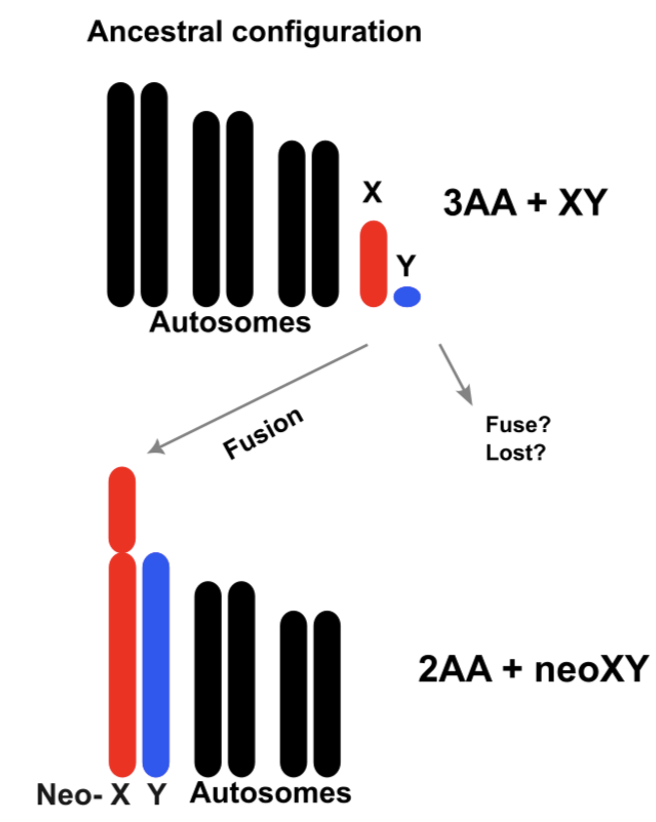 Ancestral configuration
X
3AA + XY
Y
Autosomes
Fusion
Fuse?
Lost?
2AA + neoXY
Neo- X Y Autosomes